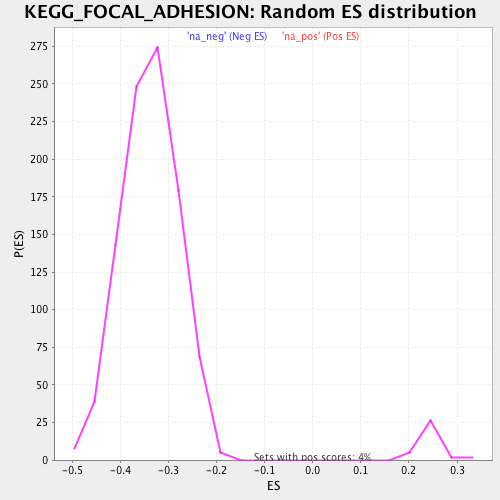 KEGG_FOCAL_ADHESION: Random ES distribution
'na_neg' (Neg ES) 'na_pos' (Pos ES)
P(ES)
275
250
225
200
175
150
125
100
75
50
25
0
Sets with pos scores: 4%
-0.5 -0.4 -0.3 -0.2 -0.1 0.0 0.1 0.2 0.3
ES